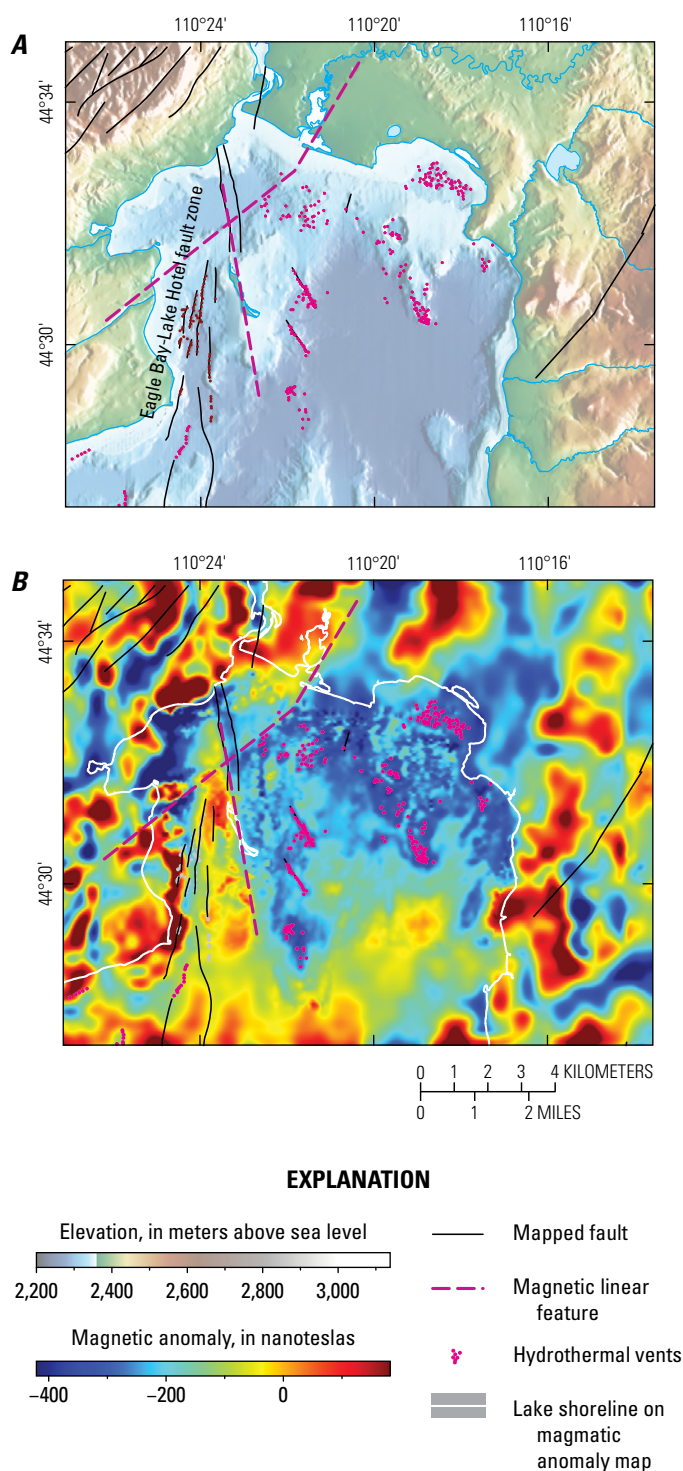 A
110°24'
110°20'
110°16'
44°34'
44°30'
Eagle Bay-Lake Hotel fault zone
B
110°24'
110°20'
110°16'
44°34'
44°30'
0 1 2 3 4 KILOMETERS
0 1 2 MILES
EXPLANATION
Elevation, in meters above sea level
2,200 2,400 2,600 2,800 3,000
Magnetic anomaly, in nanoteslas
−400 −200 0
Mapped fault
Magnetic linear
feature
Hydrothermal vents
Lake shoreline on
magmatic
anomaly map